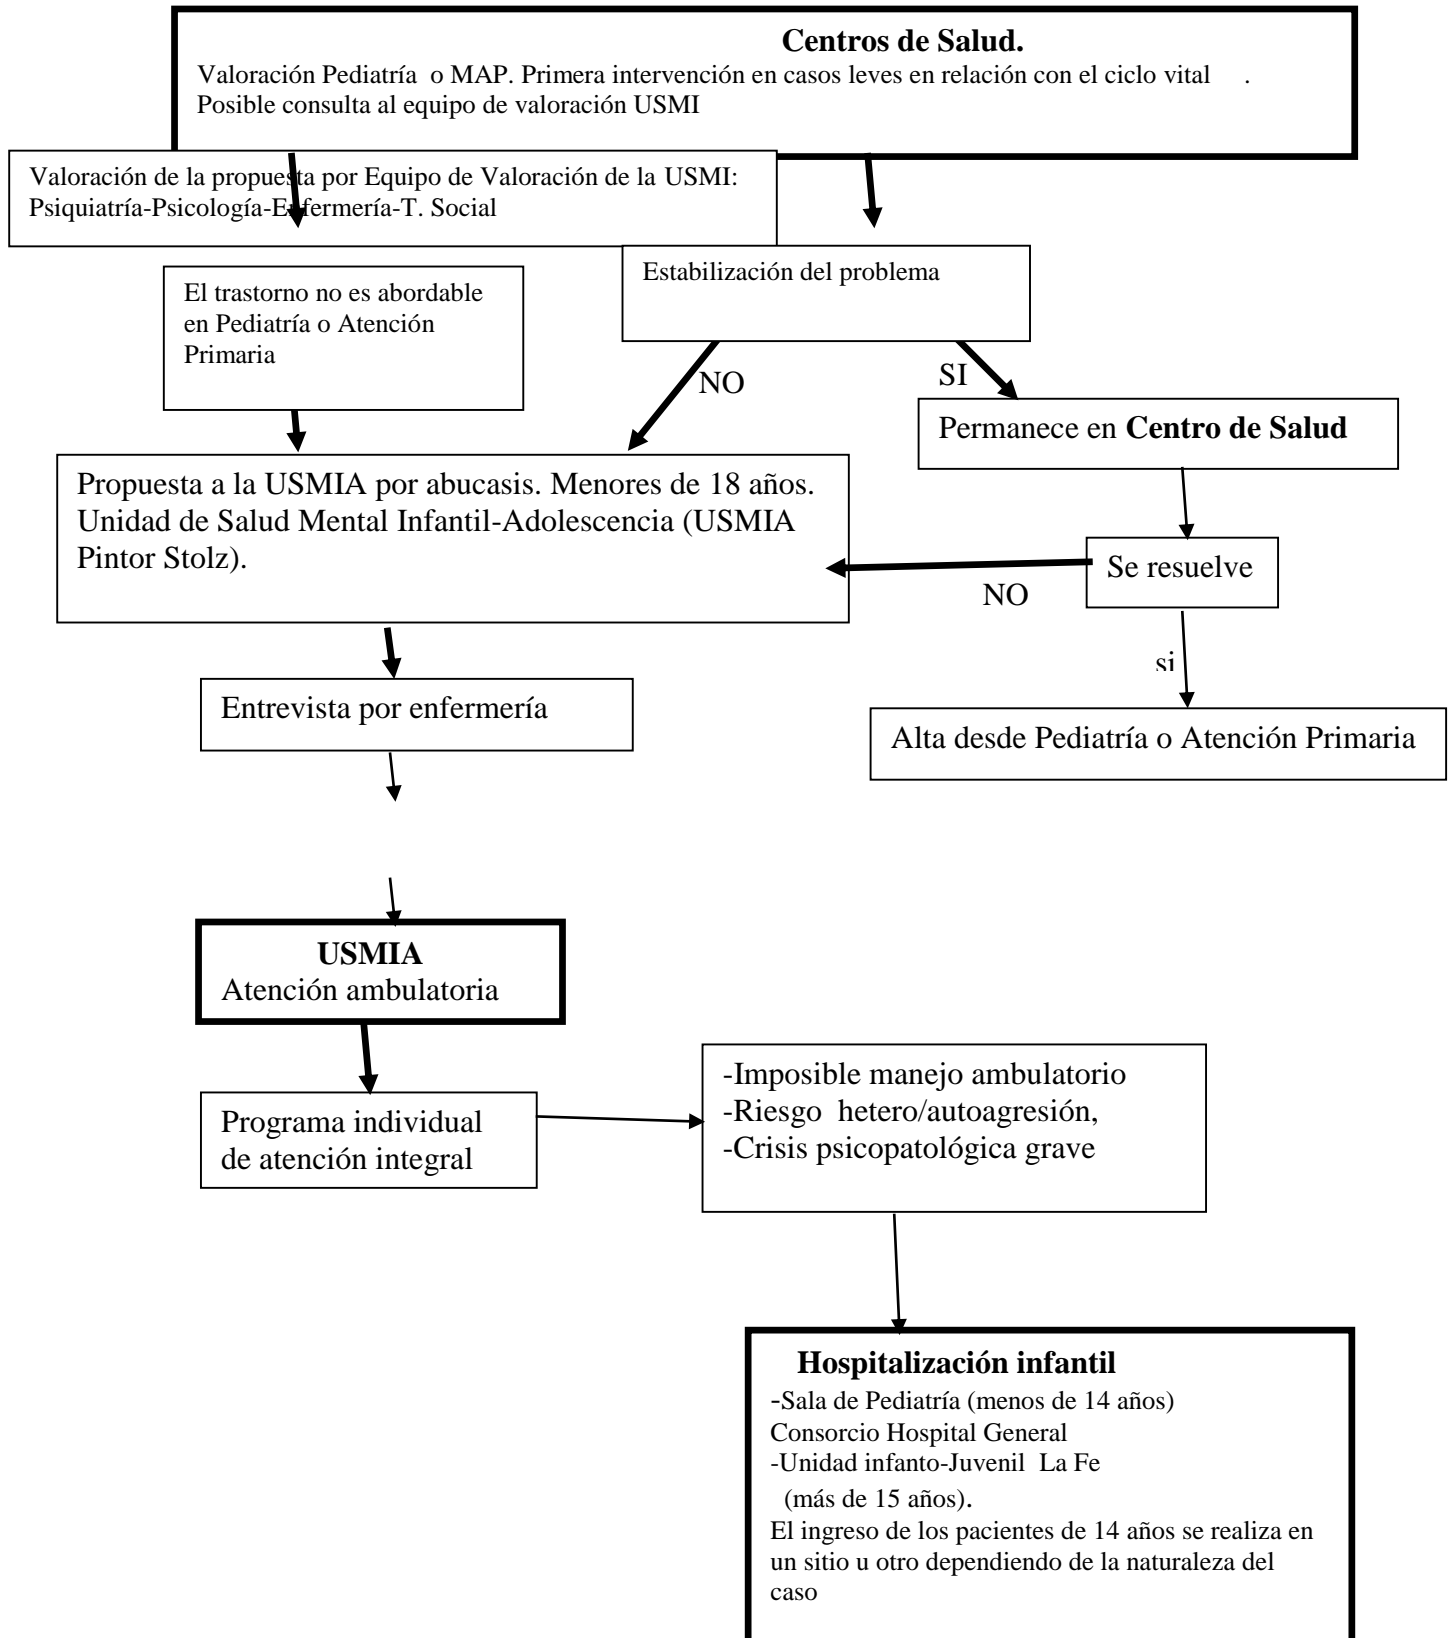 Centros de Salud.
Valoración Pediatría o MAP. Primera intervención en casos leves en relación con el ciclo vital .
Posible consulta al equipo de valoración USMI
Valoración de la propuesta por Equipo de Valoración de la USMI:
Psiquiatría-Psicología-Enfermería-T. Social
Estabilización del problema
El trastorno no es abordable
en Pediatría o Atención
Primaria
NO
SI
Permanece en Centro de Salud
Propuesta a la USMIA por abucasis. Menores de 18 años.
Unidad de Salud Mental Infantil-Adolescencia (USMIA
Pintor Stolz).
Se resuelve
NO
si
Entrevista por enfermería
Alta desde Pediatría o Atención Primaria
USMIA
Atención ambulatoria
-Imposible manejo ambulatorio
-Riesgo hetero/autoagresión,
-Crisis psicopatológica grave
Programa individual
de atención integral
Hospitalización infantil
-Sala de Pediatría (menos de 14 años)
Consorcio Hospital General
-Unidad infanto-Juvenil La Fe
(más de 15 años).
El ingreso de los pacientes de 14 años se realiza en
un sitio u otro dependiendo de la naturaleza del
caso